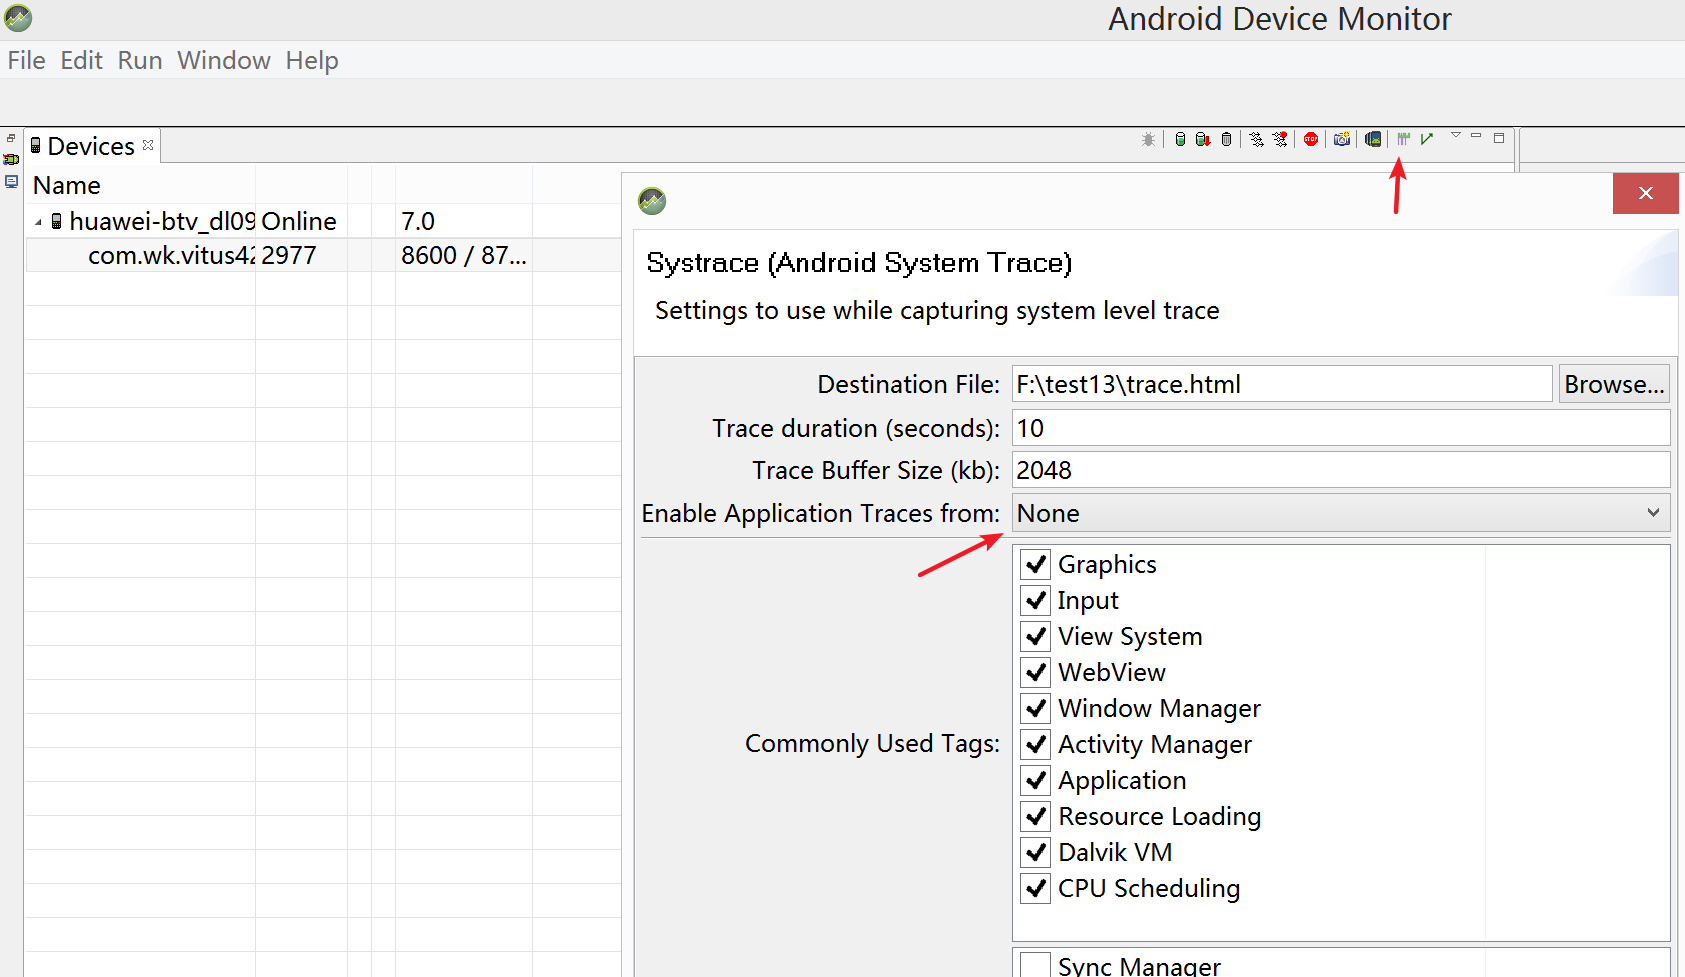 Android Device Monitor
File Edit Run Window Help
Devices
Name
huawei-btv_dl09 Online 7.0
com.wk.vitus42 2977 8600 / 87...
Systrace (Android System Trace)
Settings to use while capturing system level trace
Destination File: F:\test13\trace.html Browse...
Trace duration (seconds): 10
Trace Buffer Size (kb): 2048
Enable Application Traces from: None
Commonly Used Tags:
Graphics
Input
View System
WebView
Window Manager
Activity Manager
Application
Resource Loading
Dalvik VM
CPU Scheduling
Sync Manager